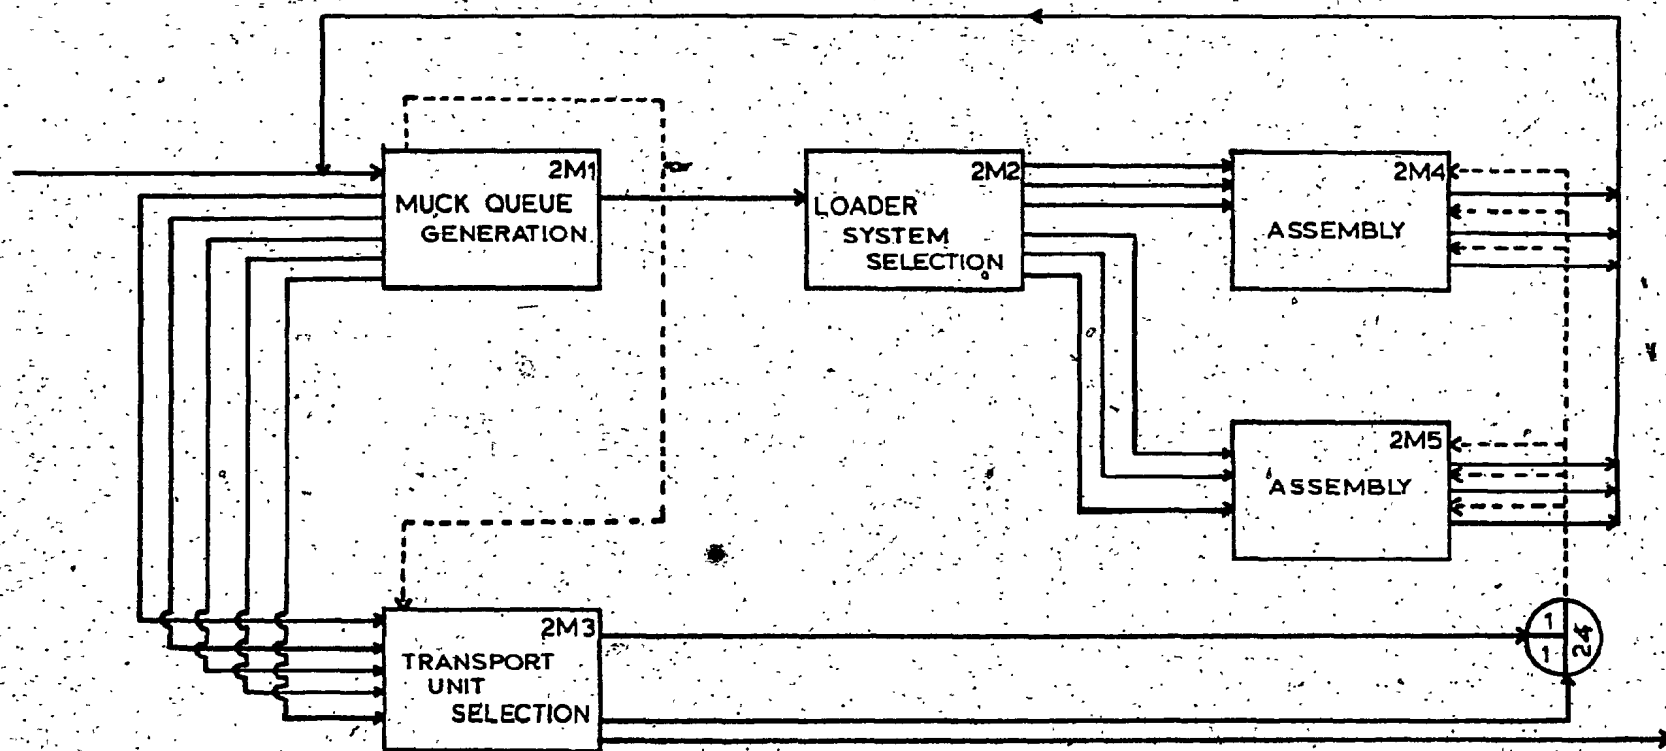 2M1
MUCK QUEUE
GENERATION
2M2
LOADER
SYSTEM
SELECTION
2M4
ASSEMBLY
2M5
ASSEMBLY
2M3
TRANSPORT
UNIT
SELECTION
1
1
24